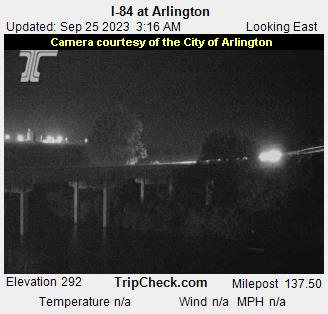 I-84 at Arlington
Updated: Sep 25 2023 3:16 AM Looking East
Camera courtesy of the City of Arlington
Elevation 292 TripCheck.com Milepost 137.50
Temperature n/a Wind n/a MPH n/a